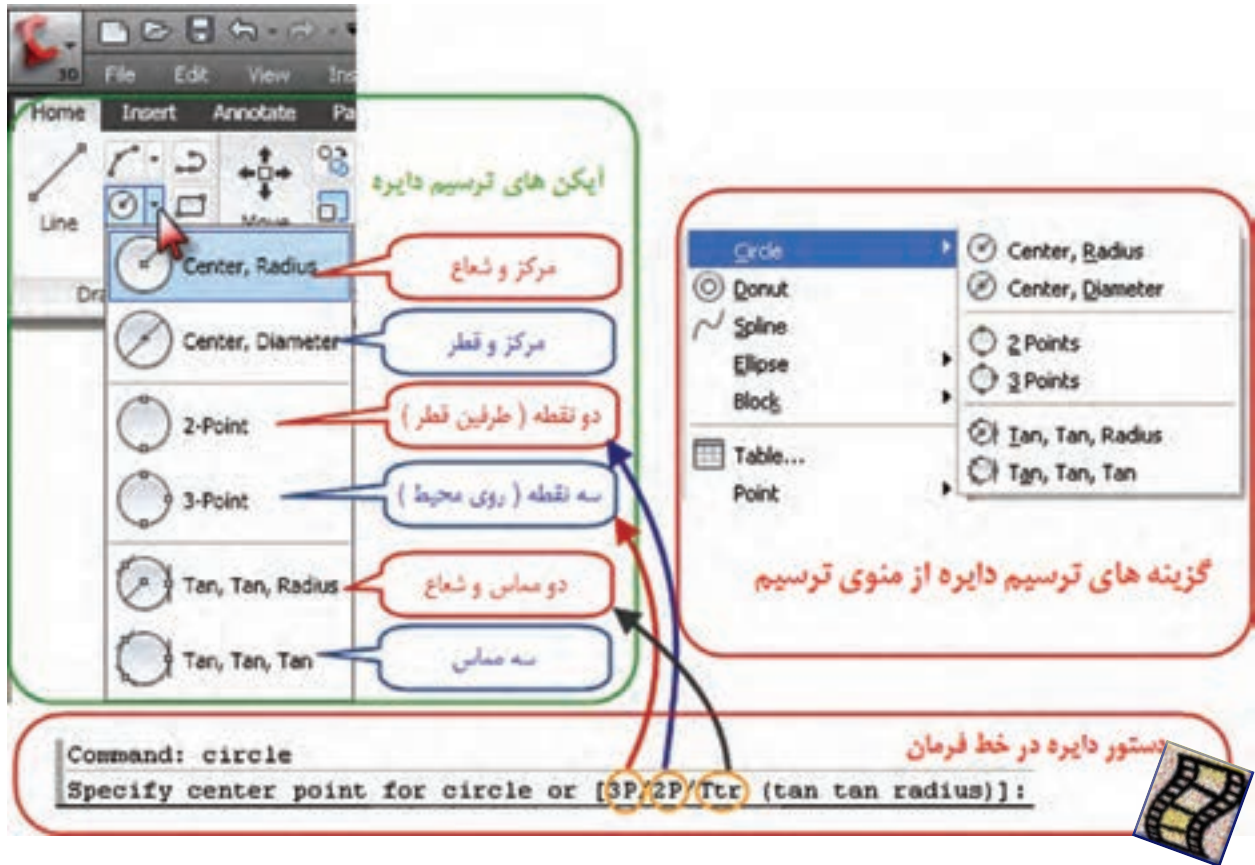 3D
File Edit View Ins
Home Insert Annotate Pa
Line
Move
Dra
آیکن های ترسیم دایره
Center, Radius
مرکز و شعاع
Center, Diameter
مرکز و قطر
2-Point
دو نقطه ( طرفین قطر )
3-Point
سه نقطه ( روی محیط )
Tan, Tan, Radius
دو مماس و شعاع
Tan, Tan, Tan
سه مماس
Circle
Donut
Spline
Ellipse
Block
Table...
Point
Center, Radius
Center, Diameter
2 Points
3 Points
Tan, Tan, Radius
Tan, Tan, Tan
گزینه های ترسیم دایره از منوی ترسیم
دستور دایره در خط فرمان
Command: circle
Specify center point for circle or [3P/2P/Ttr (tan tan radius)]: